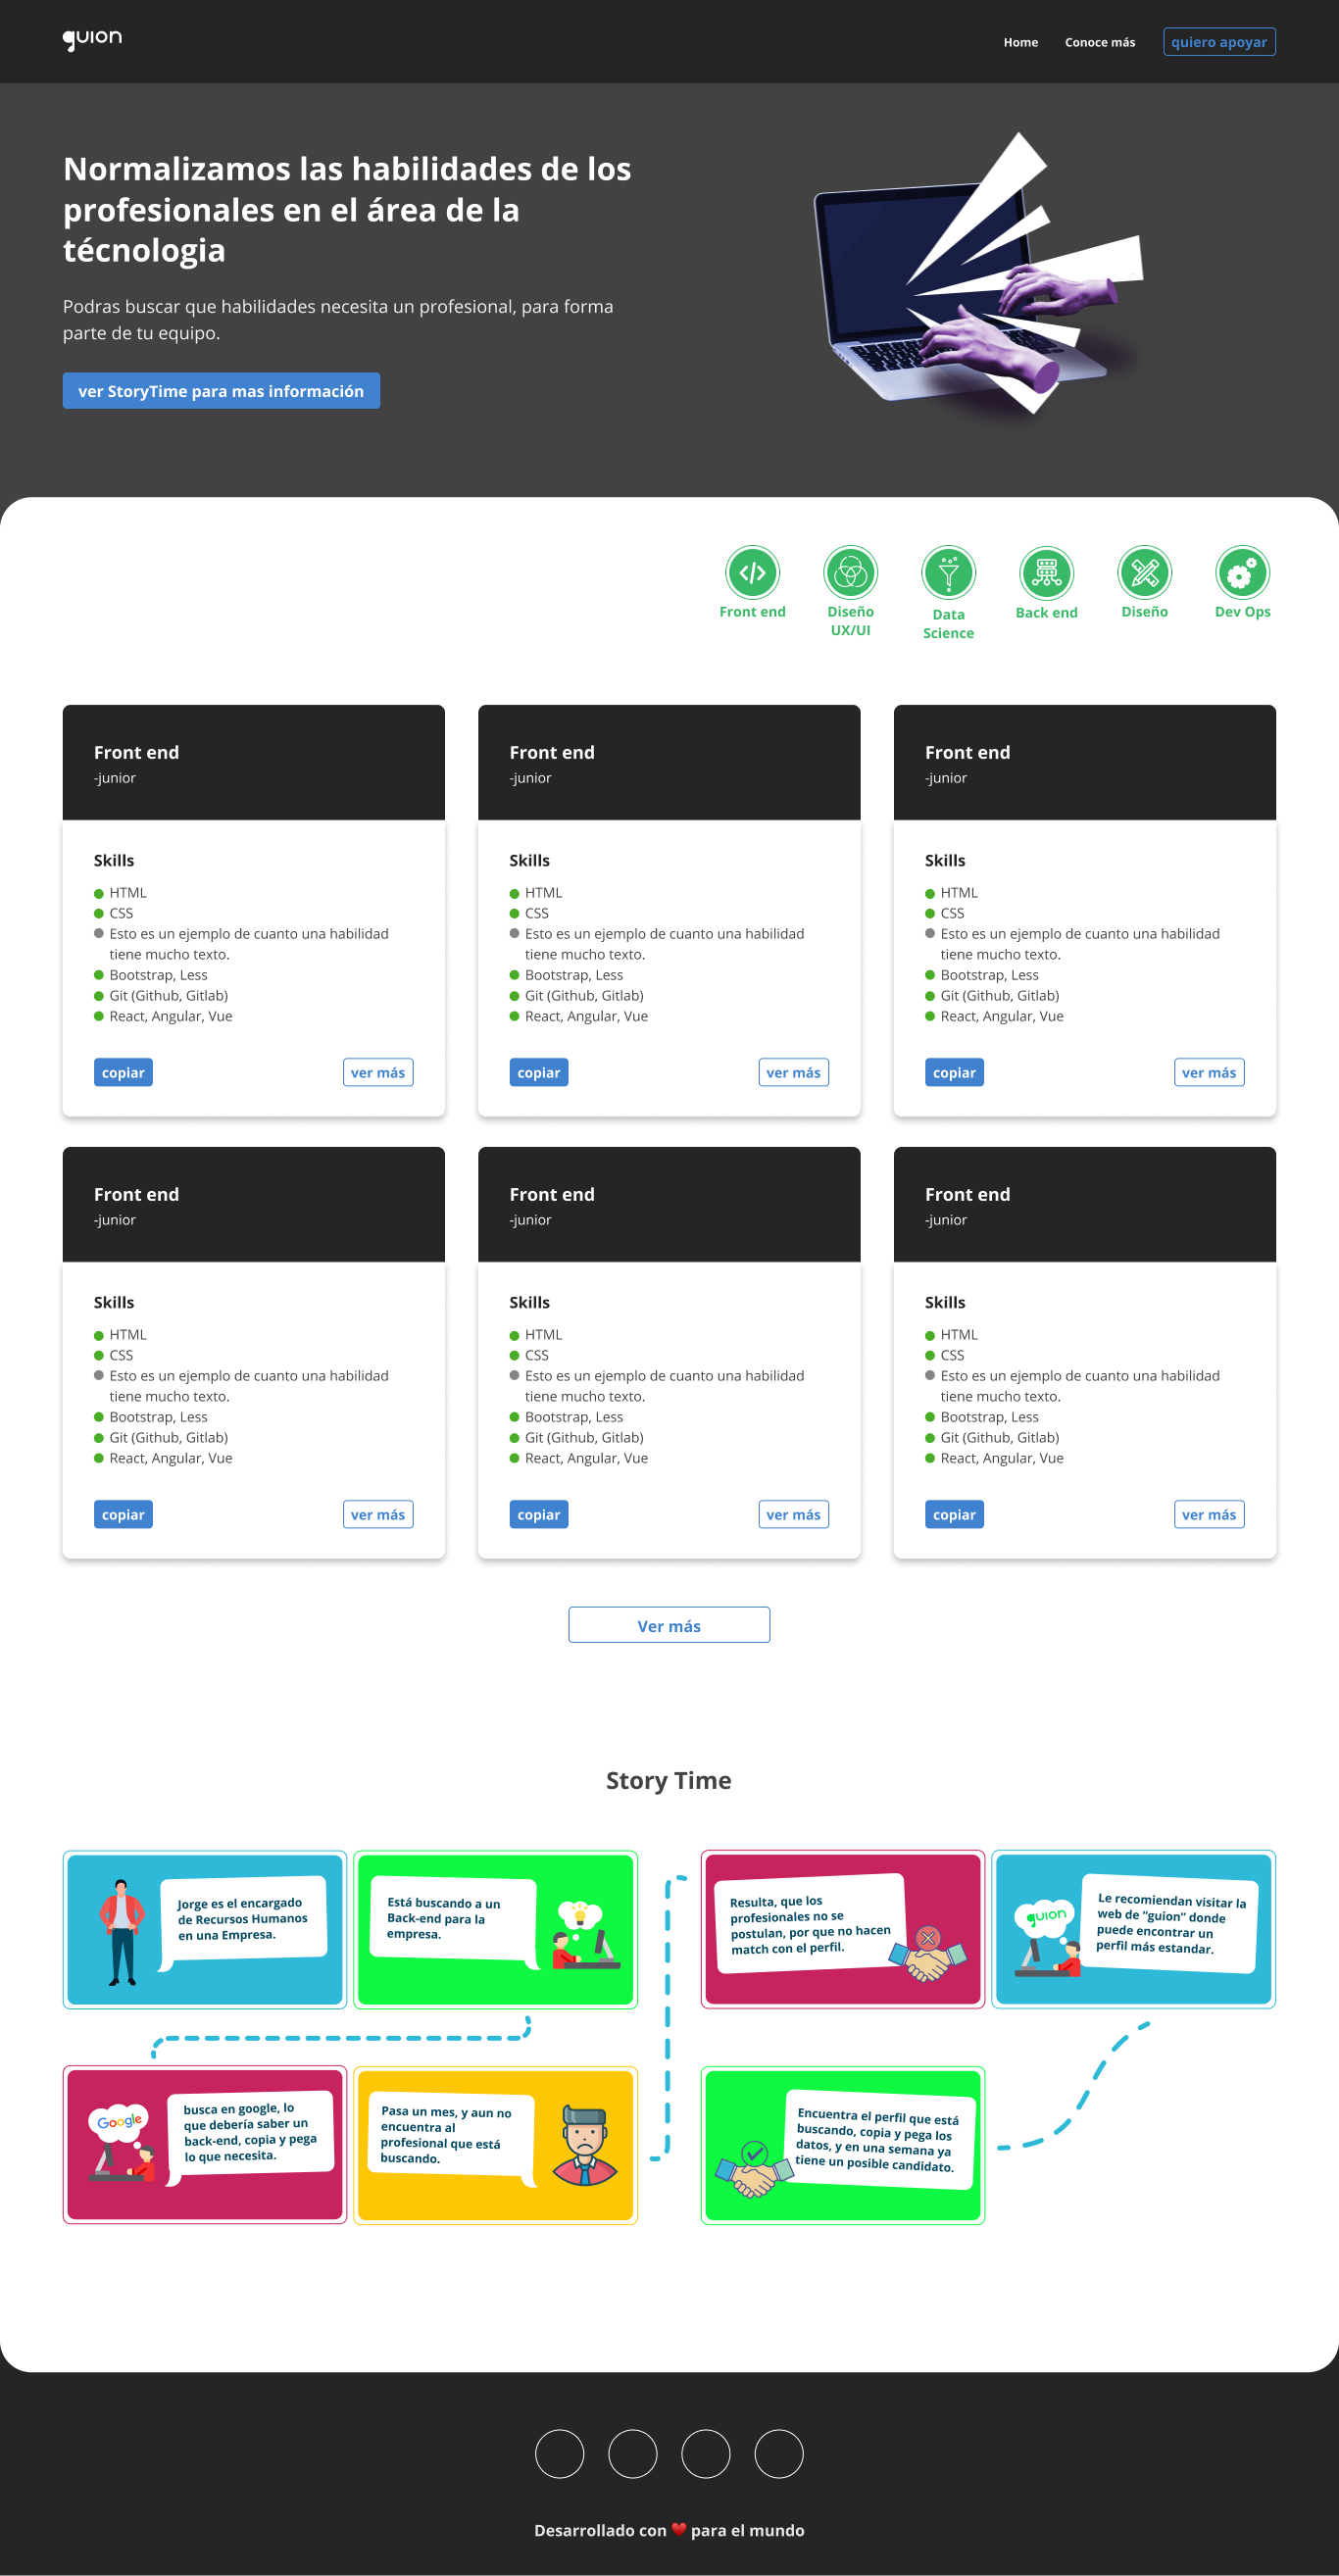 guion
Home
Conoce más
quiero apoyar
Normalizamos las habilidades de los
profesionales en el área de la
técnologia
Podras buscar que habilidades necesita un profesional, para forma
parte de tu equipo.
ver StoryTime para mas información
Front end
Diseño
UX/UI
Data
Science
Back end
Diseño
Dev Ops
Front end
-junior
Skills
HTML
CSS
Esto es un ejemplo de cuanto una habilidad
tiene mucho texto.
Bootstrap, Less
Git (Github, Gitlab)
React, Angular, Vue
copiar
ver más
Front end
-junior
Skills
HTML
CSS
Esto es un ejemplo de cuanto una habilidad
tiene mucho texto.
Bootstrap, Less
Git (Github, Gitlab)
React, Angular, Vue
copiar
ver más
Front end
-junior
Skills
HTML
CSS
Esto es un ejemplo de cuanto una habilidad
tiene mucho texto.
Bootstrap, Less
Git (Github, Gitlab)
React, Angular, Vue
copiar
ver más
Front end
-junior
Skills
HTML
CSS
Esto es un ejemplo de cuanto una habilidad
tiene mucho texto.
Bootstrap, Less
Git (Github, Gitlab)
React, Angular, Vue
copiar
ver más
Front end
-junior
Skills
HTML
CSS
Esto es un ejemplo de cuanto una habilidad
tiene mucho texto.
Bootstrap, Less
Git (Github, Gitlab)
React, Angular, Vue
copiar
ver más
Front end
-junior
Skills
HTML
CSS
Esto es un ejemplo de cuanto una habilidad
tiene mucho texto.
Bootstrap, Less
Git (Github, Gitlab)
React, Angular, Vue
copiar
ver más
Ver más
Story Time
Jorge es el encargado
de Recursos Humanos
en una Empresa.
Está buscando a un
Back-end para la
empresa.
Google
busca en google, lo
que debería saber un
back-end, copia y pega
lo que necesita.
Pasa un mes, y aun no
encuentra al
profesional que está
buscando.
Resulta, que los
profesionales no se
postulan, por que no hacen
match con el perfil.
guion
Le recomiendan visitar la
web de “guion” donde
puede encontrar un
perfil más estandar.
Encuentra el perfil que está
buscando, copia y pega los
datos, y en una semana ya
tiene un posible candidato.
Desarrollado con ♥ para el mundo